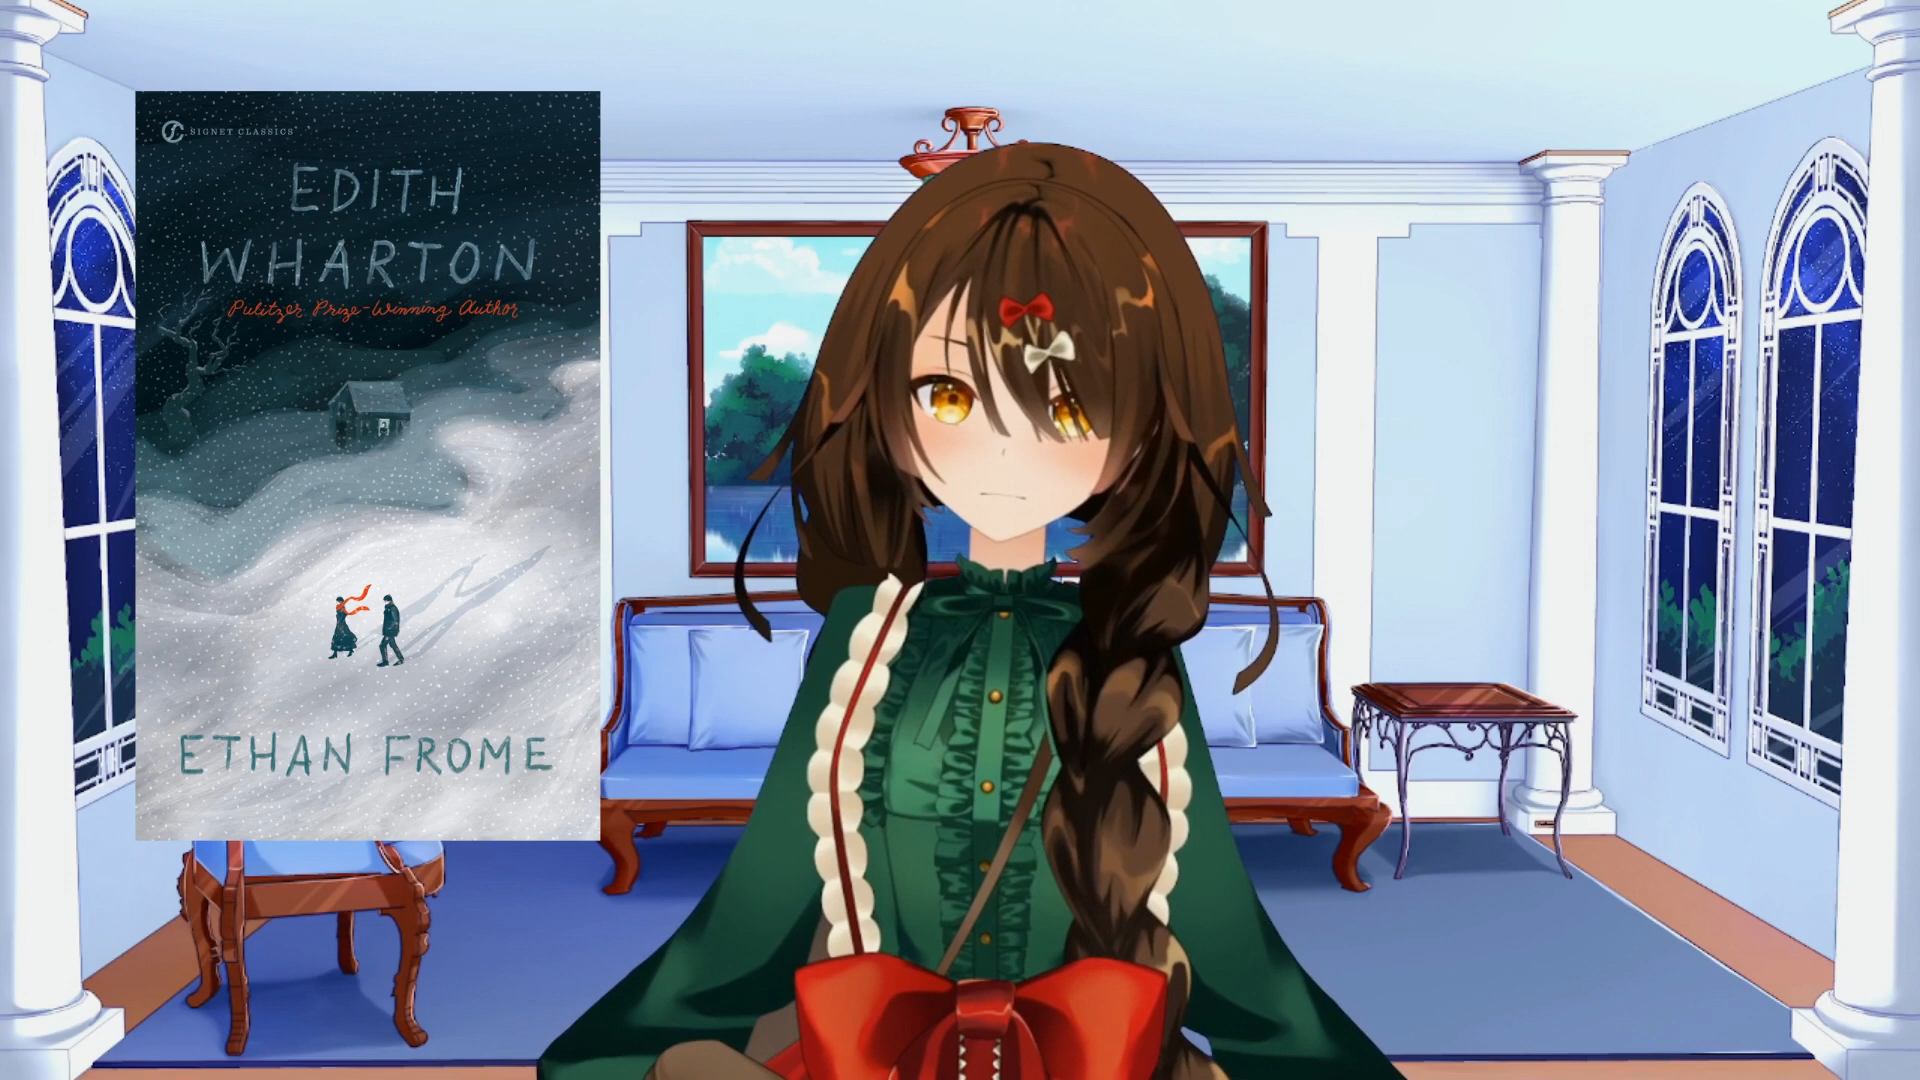 SIGNET CLASSICS
EDITH
WHARTON
Pulitzer Prize-Winning Author
ETHAN FROME